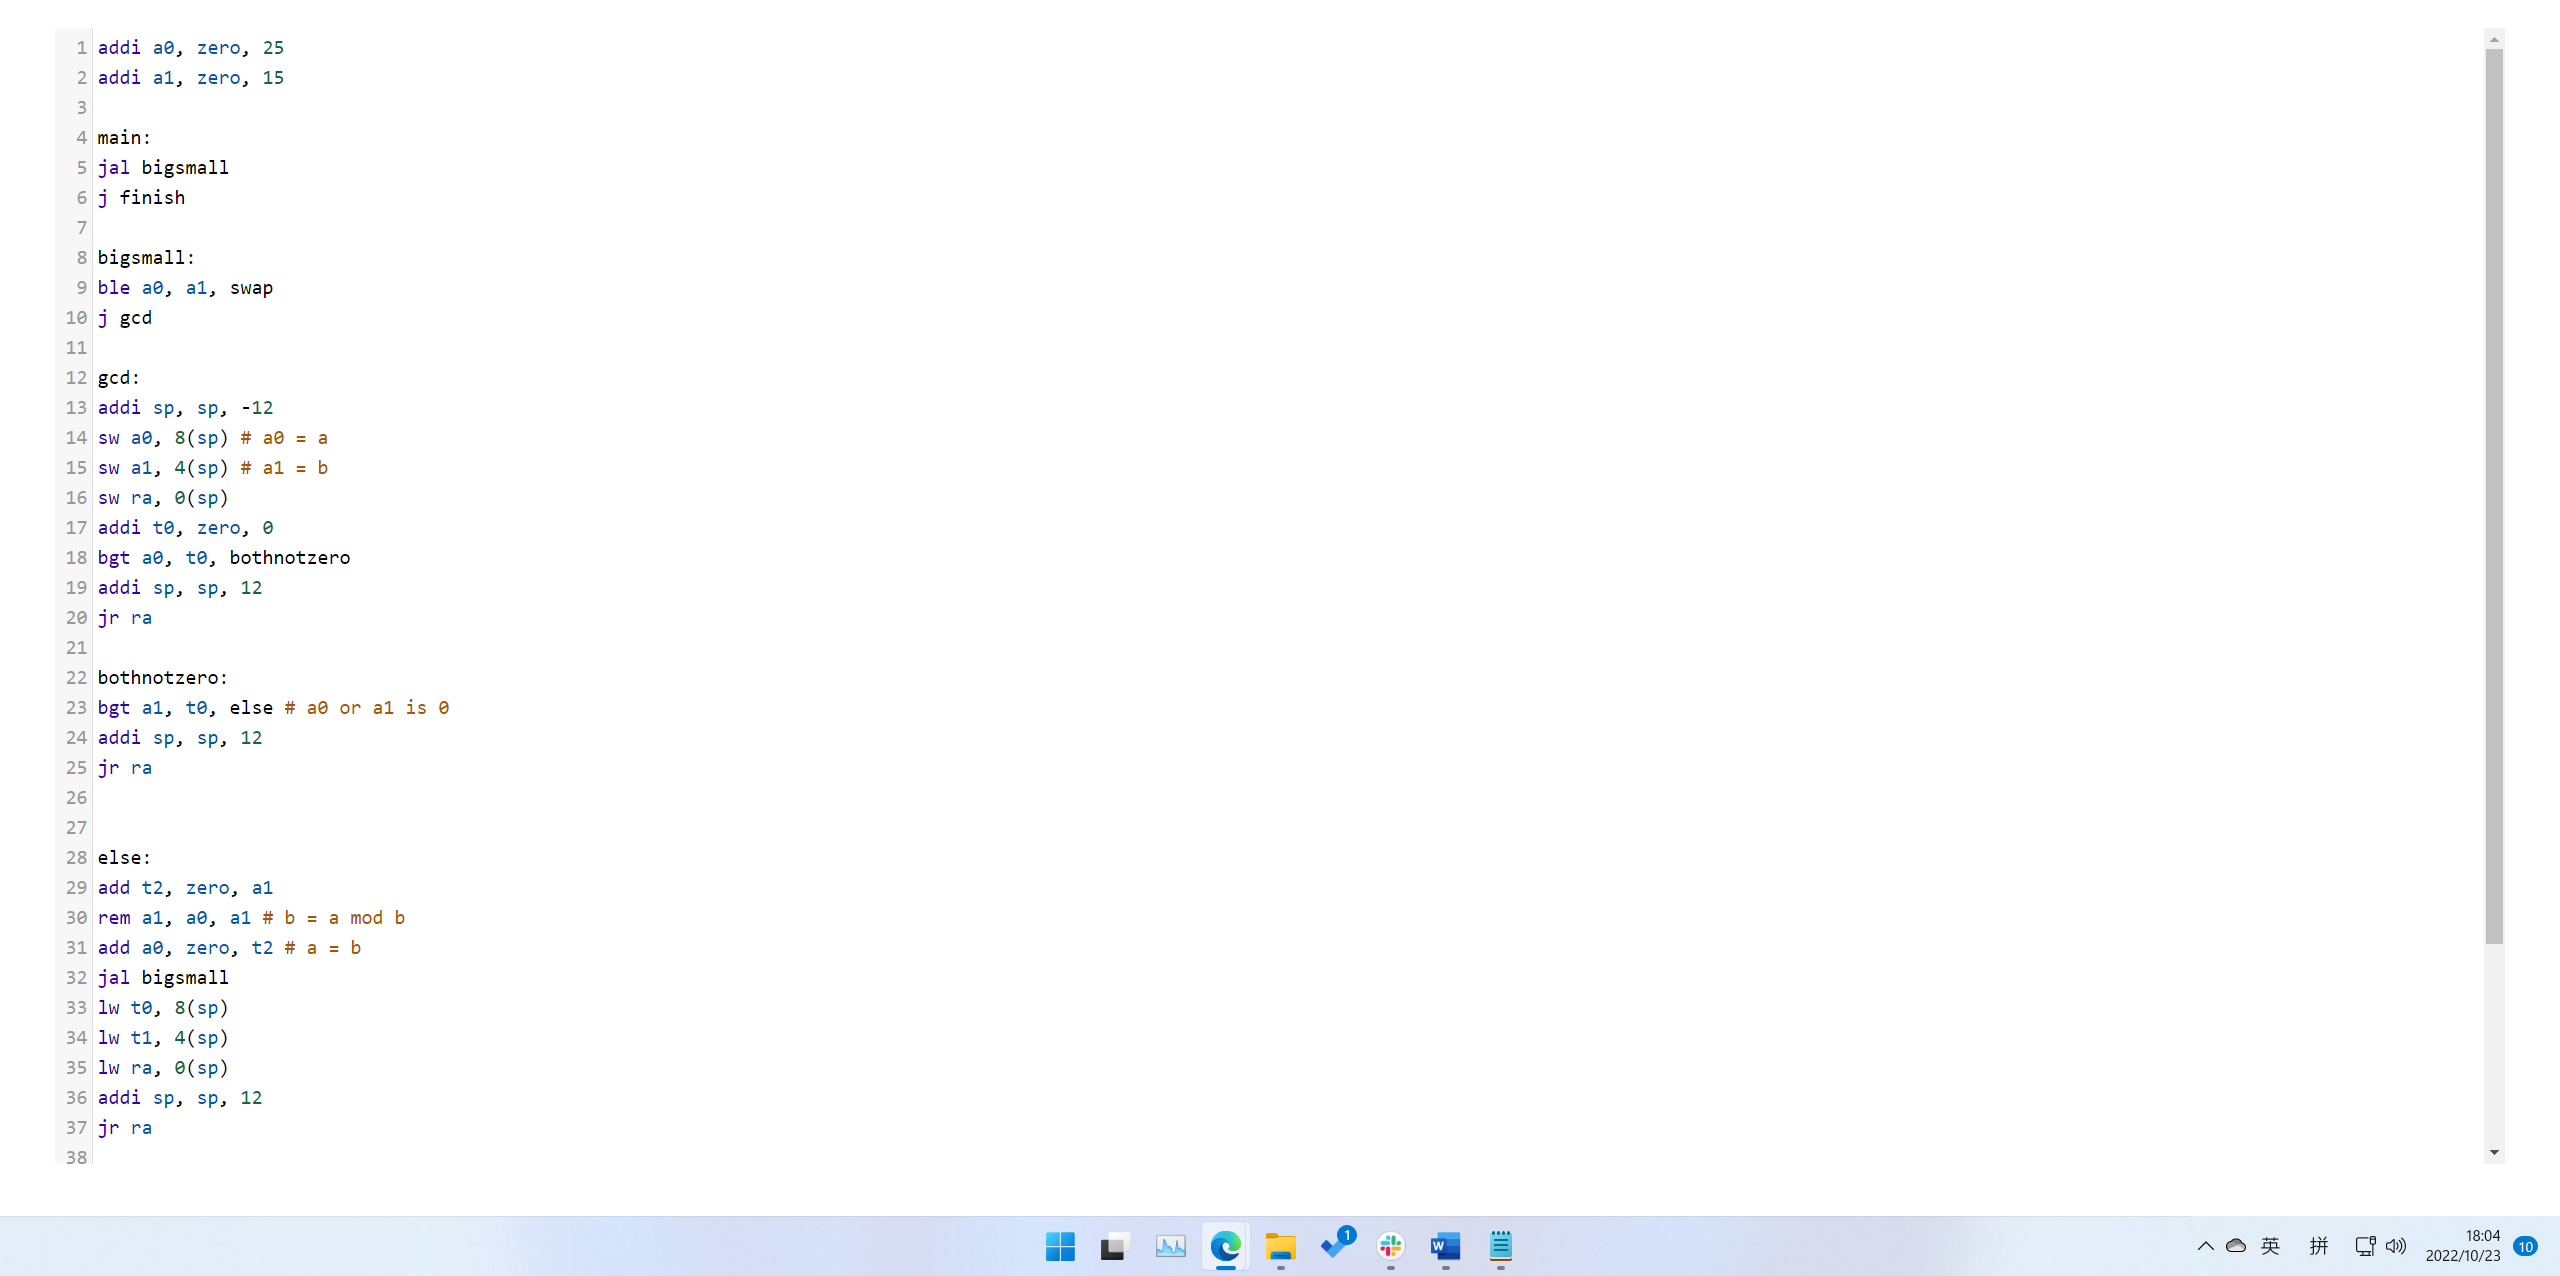 1 addi a0, zero, 25
2 addi a1, zero, 15
3
4 main:
5 jal bigsmall
6 j finish
7
8 bigsmall:
9 ble a0, a1, swap
10 j gcd
11
12 gcd:
13 addi sp, sp, -12
14 sw a0, 8(sp) # a0 = a
15 sw a1, 4(sp) # a1 = b
16 sw ra, 0(sp)
17 addi t0, zero, 0
18 bgt a0, t0, bothnotzero
19 addi sp, sp, 12
20 jr ra
21
22 bothnotzero:
23 bgt a1, t0, else # a0 or a1 is 0
24 addi sp, sp, 12
25 jr ra
26
27
28 else:
29 add t2, zero, a1
30 rem a1, a0, a1 # b = a mod b
31 add a0, zero, t2 # a = b
32 jal bigsmall
33 lw t0, 8(sp)
34 lw t1, 4(sp)
35 lw ra, 0(sp)
36 addi sp, sp, 12
37 jr ra
38
1
W
英
拼
18:04
2022/10/23
10